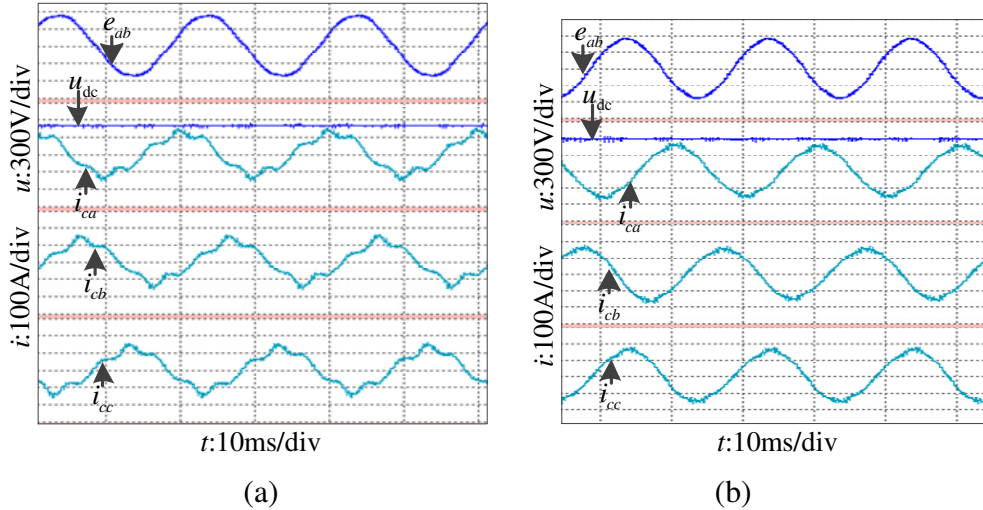 e_ab
u_dc
u:300V/div
i_ca
i_cb
i:100A/div
i_cc
t:10ms/div
(a)
e_ab
u_dc
u:300V/div
i_ca
i_cb
i:100A/div
i_cc
t:10ms/div
(b)